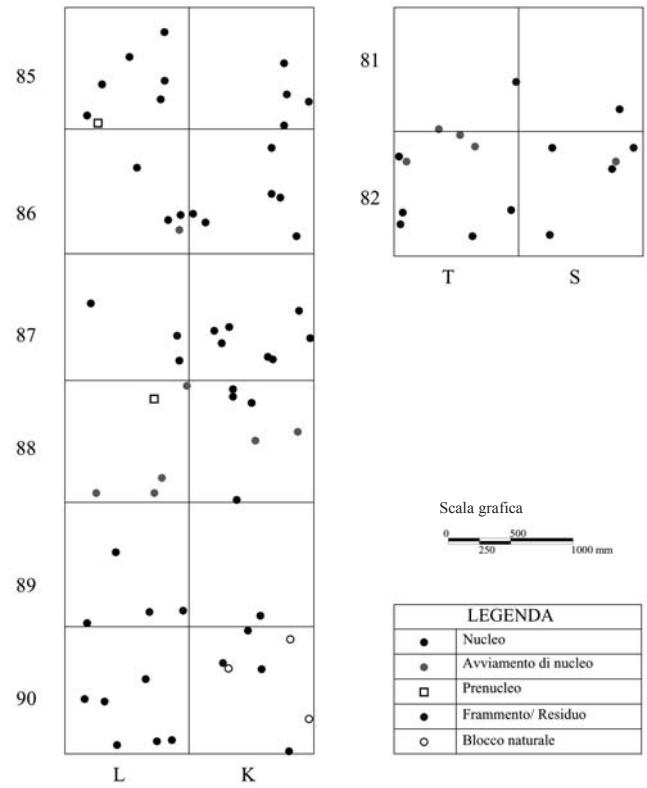 85
86
87
88
89
90
L K
81
82
T S
Scala grafica
0 500
250 1000 mm
LEGENDA
Nucleo
Avviamento di nucleo
Prenucleo
Frammento/ Residuo
Blocco naturale